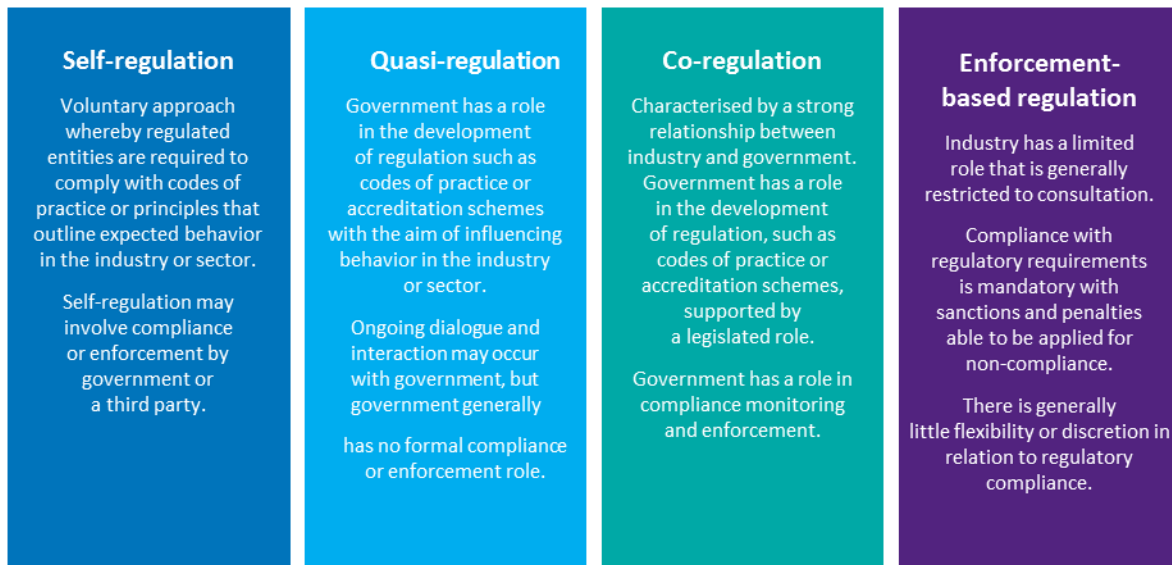 Self-regulation
Voluntary approach
whereby regulated
entities are required to
comply with codes of
practice or principles that
outline expected behavior
in the industry or sector.
Self-regulation may
involve compliance
or enforcement by
government or
a third party.
Quasi-regulation
Government has a role
in the development
of regulation such as
codes of practice or
accreditation schemes
with the aim of influencing
behavior in the industry
or sector.
Ongoing dialogue and
interaction may occur
with government, but
government generally
has no formal compliance
or enforcement role.
Co-regulation
Characterised by a strong
relationship between
industry and government.
Government has a role
in the development
of regulation, such as
codes of practice or
accreditation schemes,
supported by
a legislated role.
Government has a role in
compliance monitoring
and enforcement.
Enforcement-
based regulation
Industry has a limited
role that is generally
restricted to consultation.
Compliance with
regulatory requirements
is mandatory with
sanctions and penalties
able to be applied for
non-compliance.
There is generally
little flexibility or discretion in
relation to regulatory
compliance.